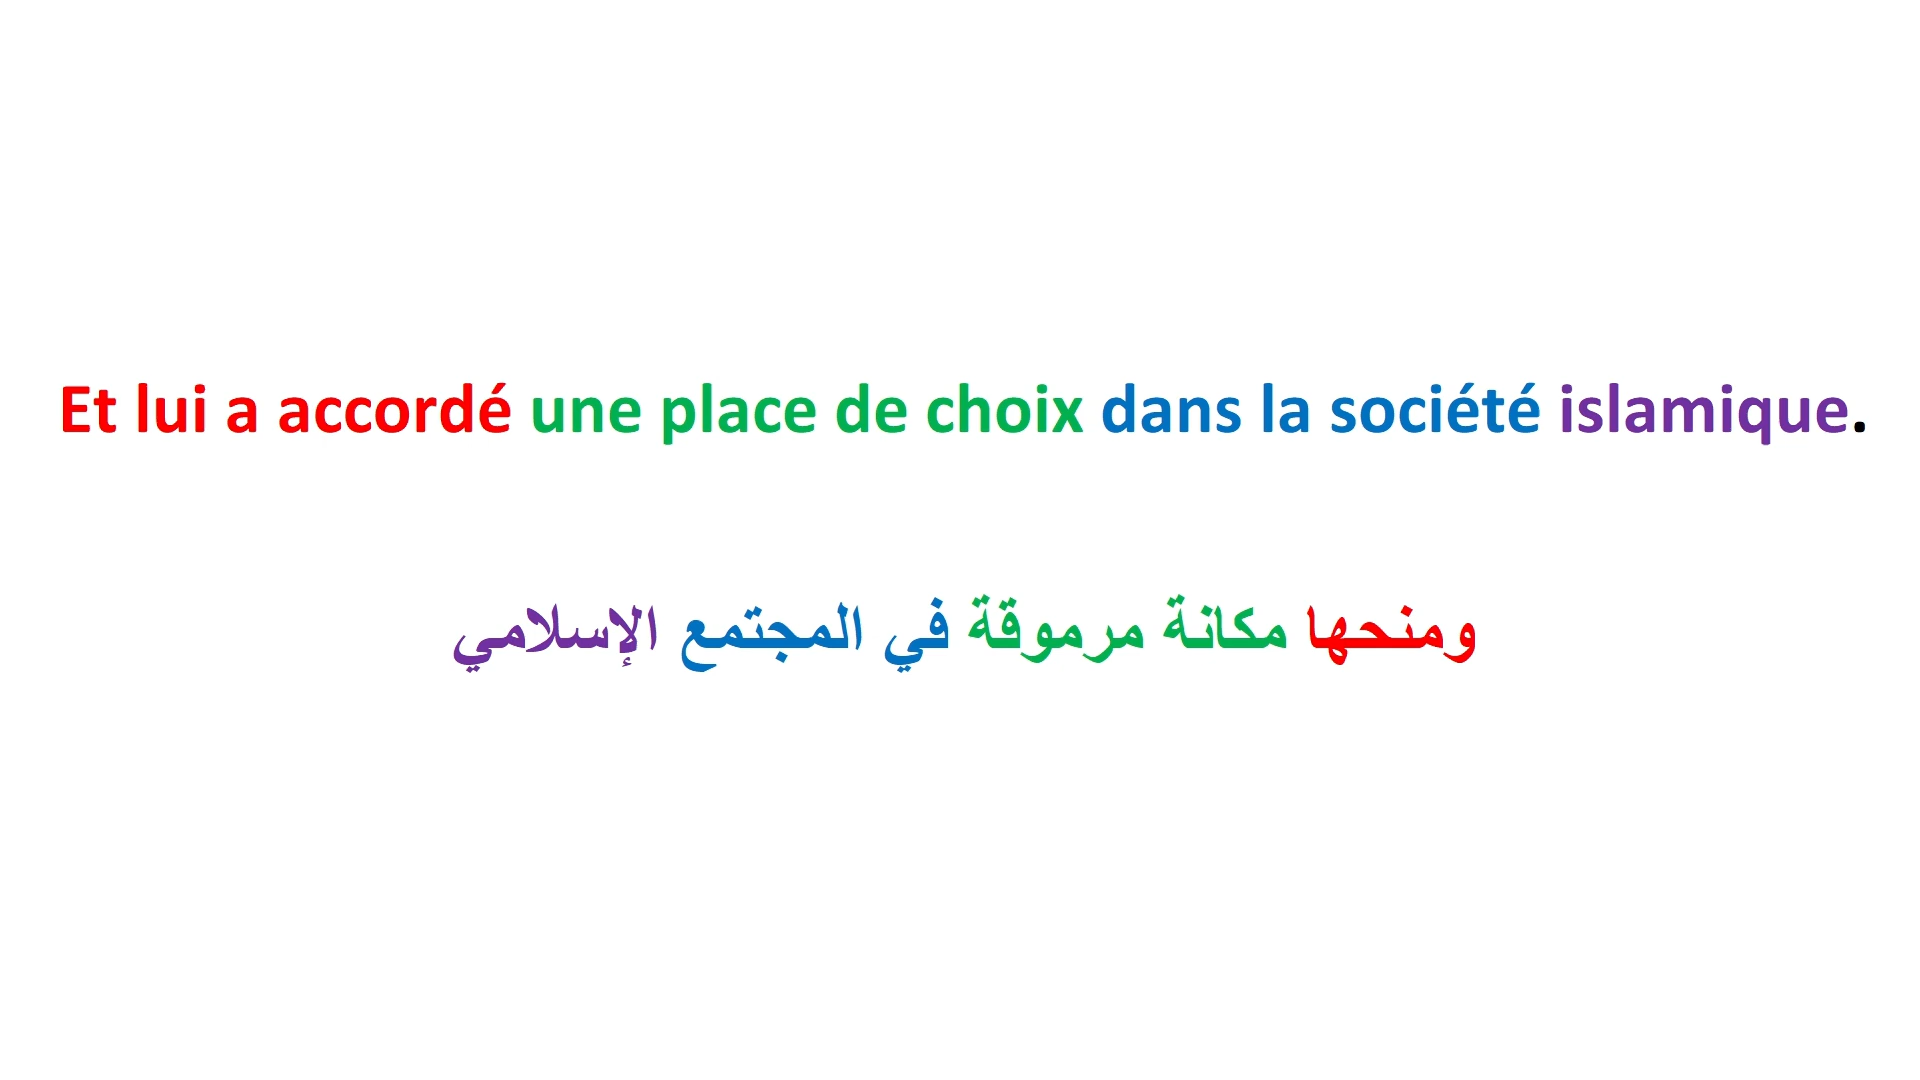 Et lui a accordé une place de choix dans la société islamique.
ومنحها مكانة مرموقة في المجتمع الإسلامي